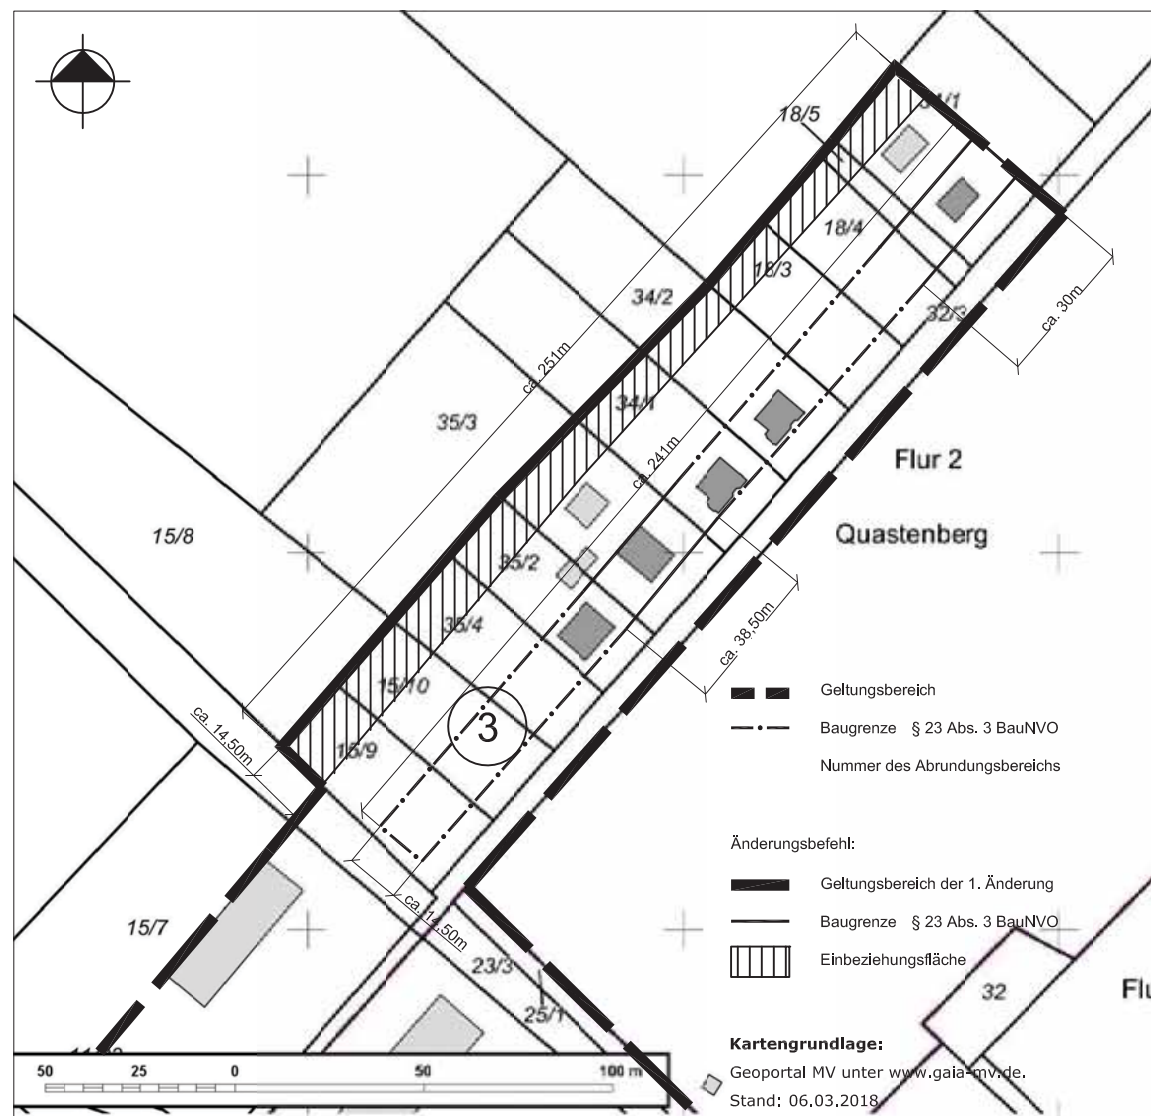 18/5
34/1
18/4
18/3
34/2
32/3
ca. 30m
ca. 251m
34/1
35/3
ca. 241m
Flur 2
15/8
Quastenberg
35/2
35/4
ca. 38,50m
15/10
3
15/9
ca. 14,50m
Geltungsbereich
Baugrenze § 23 Abs. 3 BauNVO
Nummer des Abrundungsbereichs
Änderungsbefehl:
Geltungsbereich der 1. Änderung
Baugrenze § 23 Abs. 3 BauNVO
Einbeziehungsfläche
15/7
ca. 14,50m
23/3
25/1
32
Flu
Kartengrundlage:
Geoportal MV unter www.gaia-mv.de.
Stand: 06.03.2018
50 25 0 50 100 m